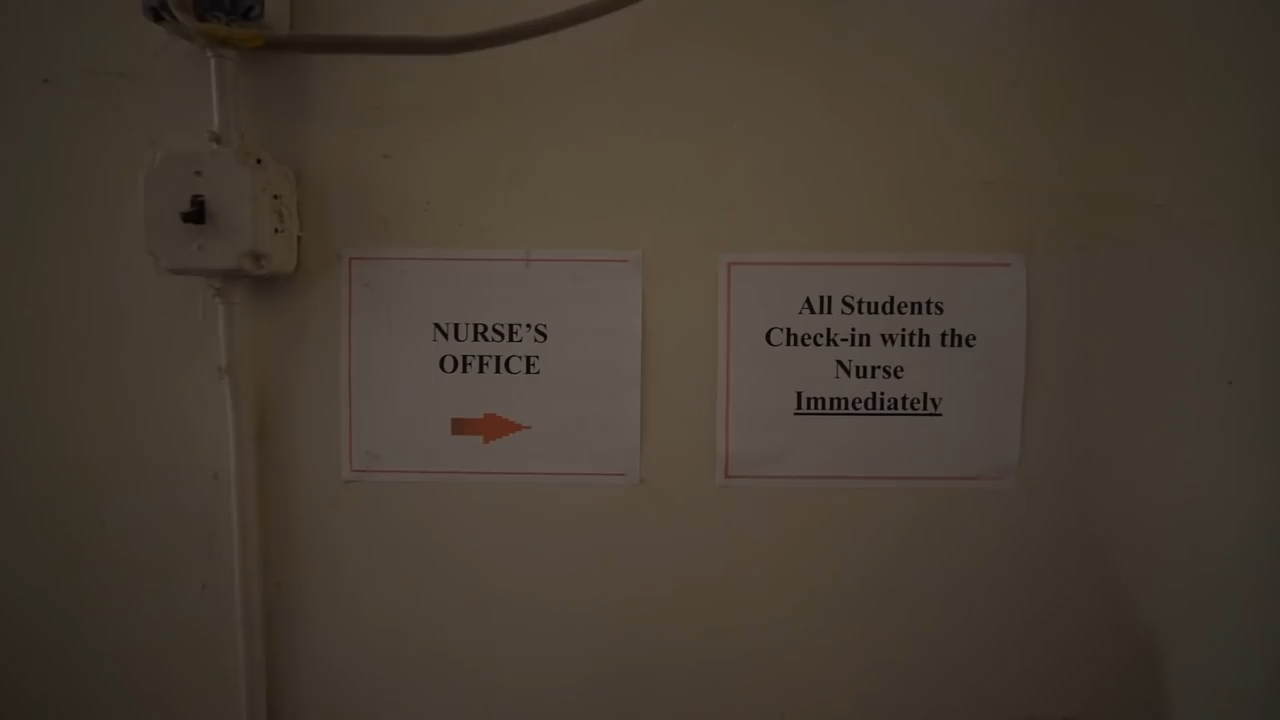 NURSE’S
OFFICE
All Students
Check-in with the
Nurse
Immediately